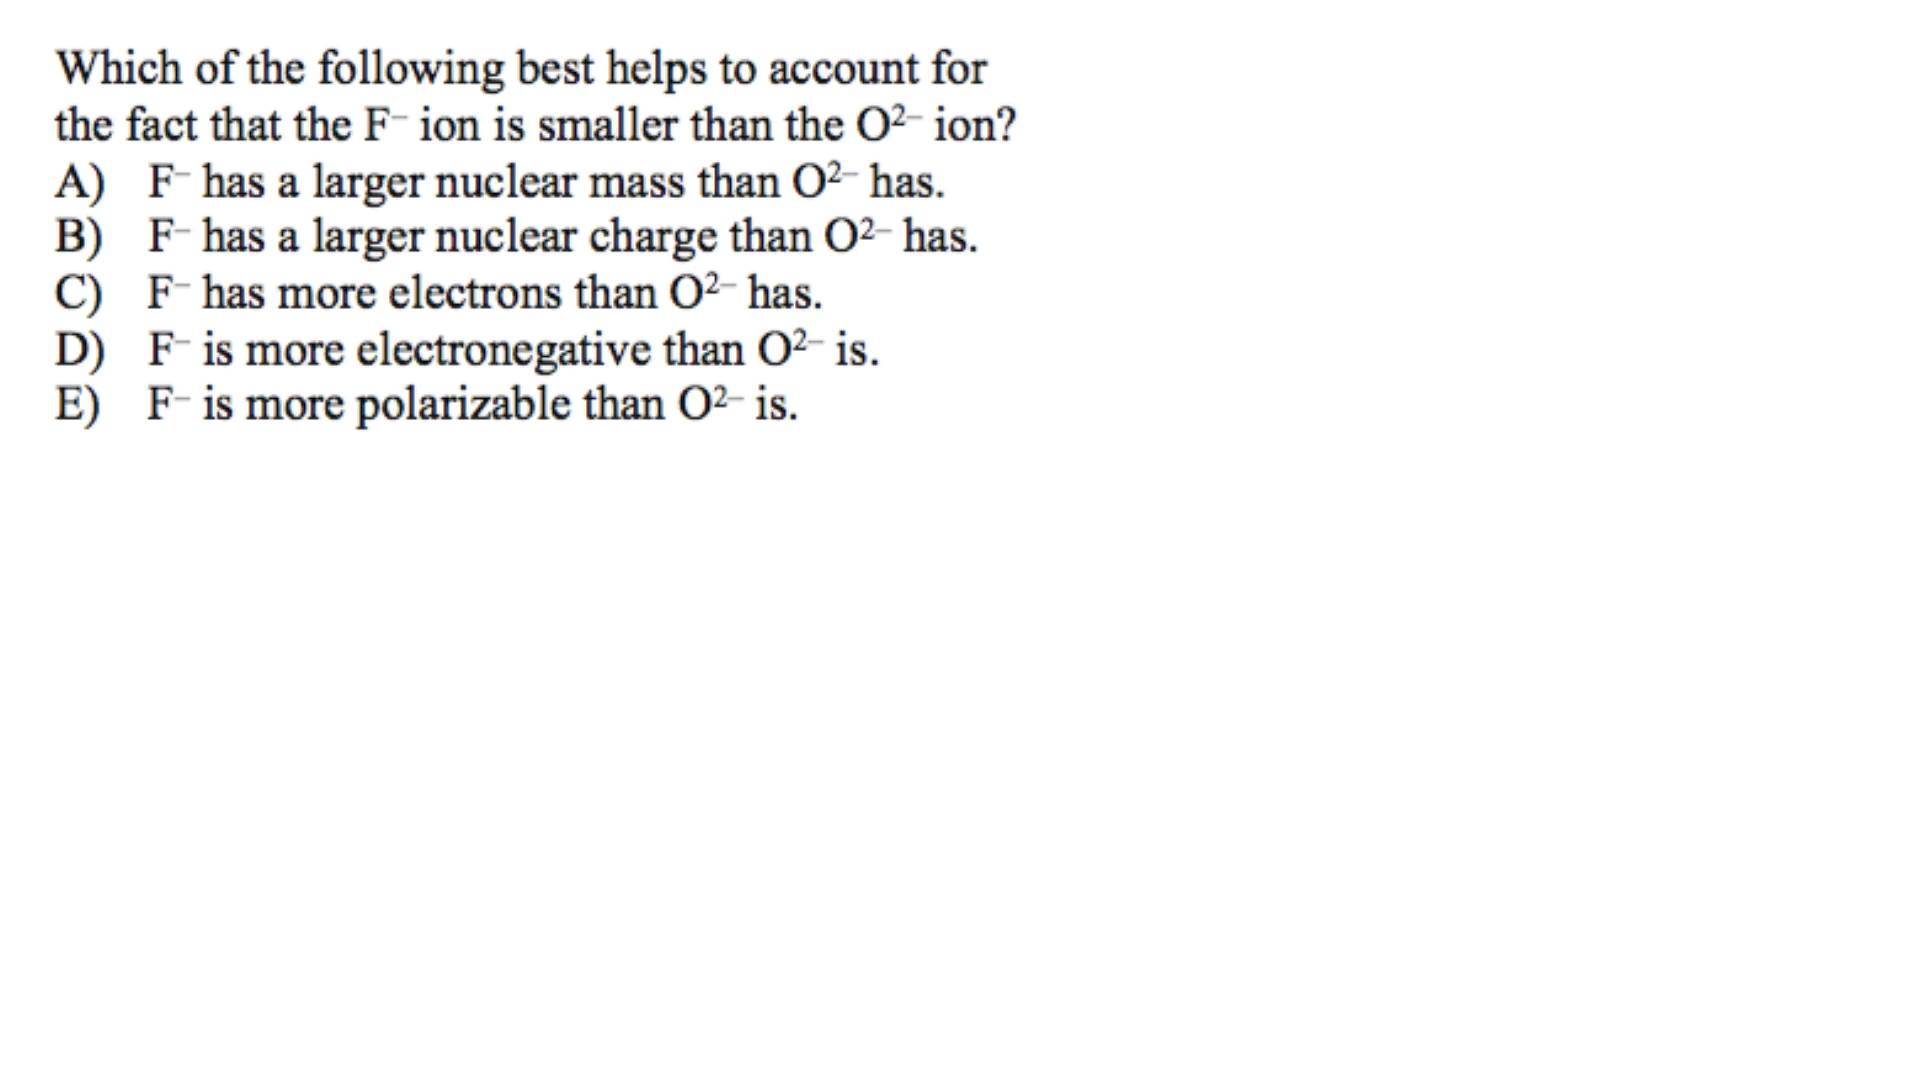 Which of the following best helps to account for
the fact that the F⁻ ion is smaller than the O²⁻ ion?
A) F⁻ has a larger nuclear mass than O²⁻ has.
B) F⁻ has a larger nuclear charge than O²⁻ has.
C) F⁻ has more electrons than O²⁻ has.
D) F⁻ is more electronegative than O²⁻ is.
E) F⁻ is more polarizable than O²⁻ is.